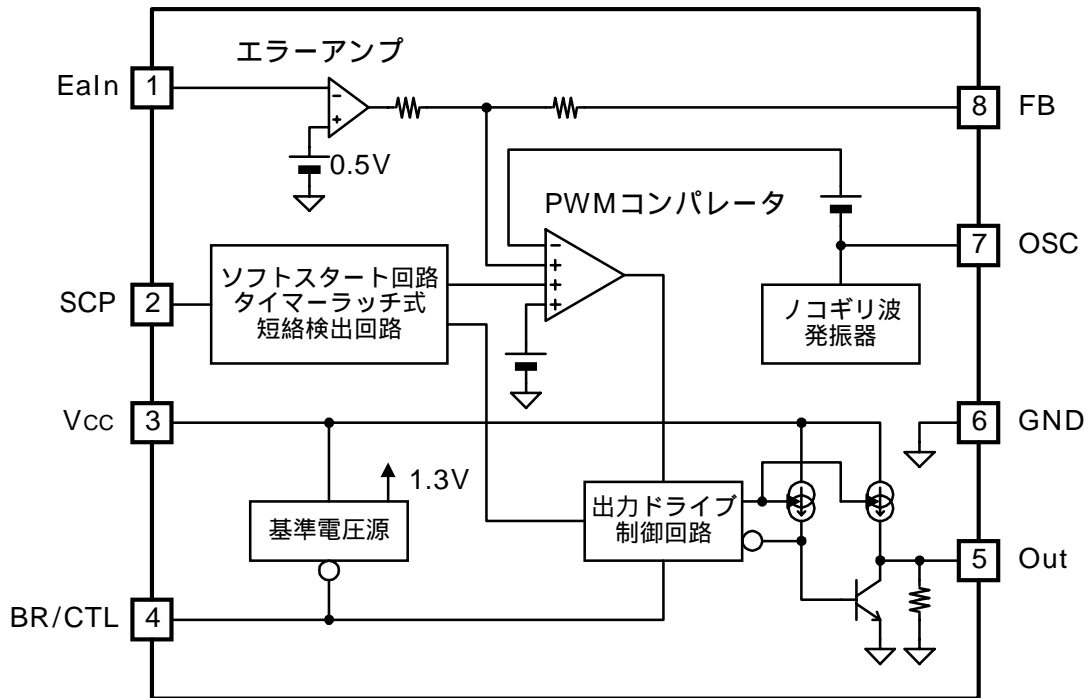 エラーアンプ
EaIn
1
8
FB
0.5V
PWMコンパレータ
7
OSC
SCP
2
ソフトスタート回路
タイマーラッチ式
短絡検出回路
ノコギリ波
発振器
VCC
3
6
GND
1.3V
基準電圧源
出力ドライブ
制御回路
5
Out
BR/CTL
4